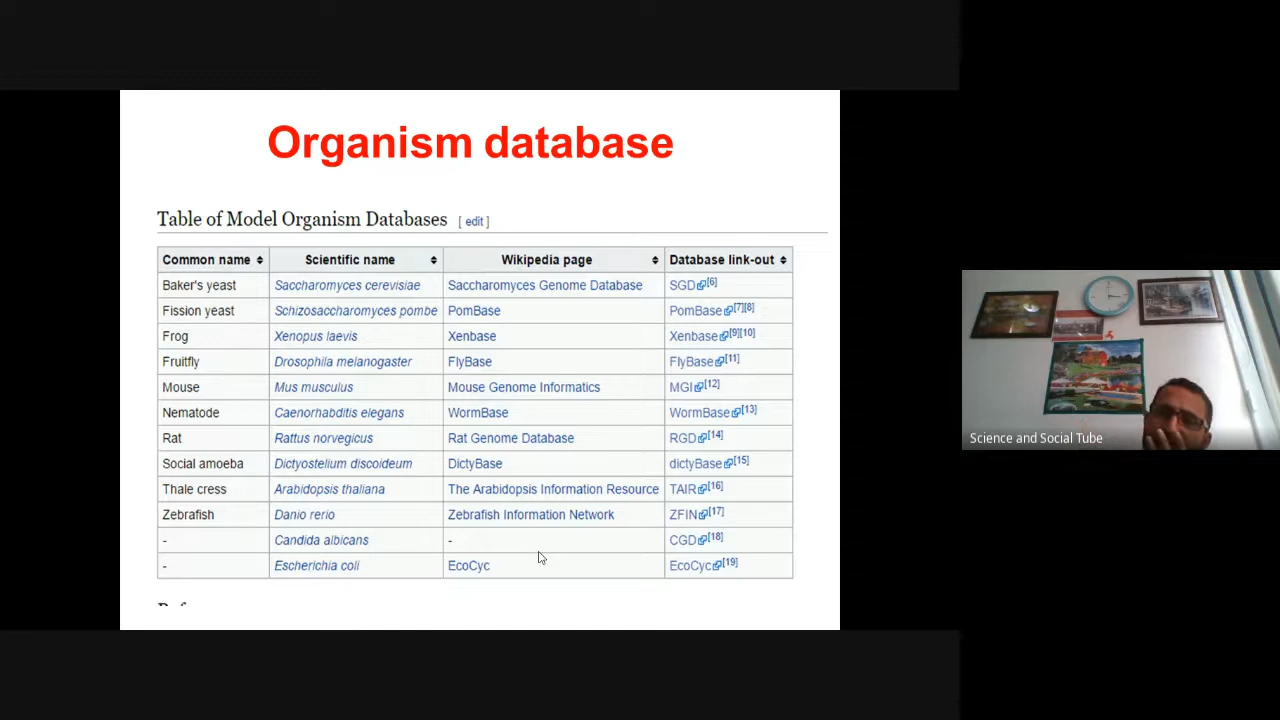 Organism database
Table of Model Organism Databases [ edit ]
Common name Scientific name Wikipedia page Database link-out
Baker's yeast Saccharomyces cerevisiae Saccharomyces Genome Database SGD[6]
Fission yeast Schizosaccharomyces pombe PomBase PomBase[7][8]
Frog Xenopus laevis Xenbase Xenbase[9][10]
Fruitfly Drosophila melanogaster FlyBase FlyBase[11]
Mouse Mus musculus Mouse Genome Informatics MGI[12]
Nematode Caenorhabditis elegans WormBase WormBase[13]
Rat Rattus norvegicus Rat Genome Database RGD[14]
Social amoeba Dictyostelium discoideum DictyBase dictyBase[15]
Thale cress Arabidopsis thaliana The Arabidopsis Information Resource TAIR[16]
Zebrafish Danio rerio Zebrafish Information Network ZFIN[17]
- Candida albicans - CGD[18]
- Escherichia coli EcoCyc EcoCyc[19]
Science and Social Tube